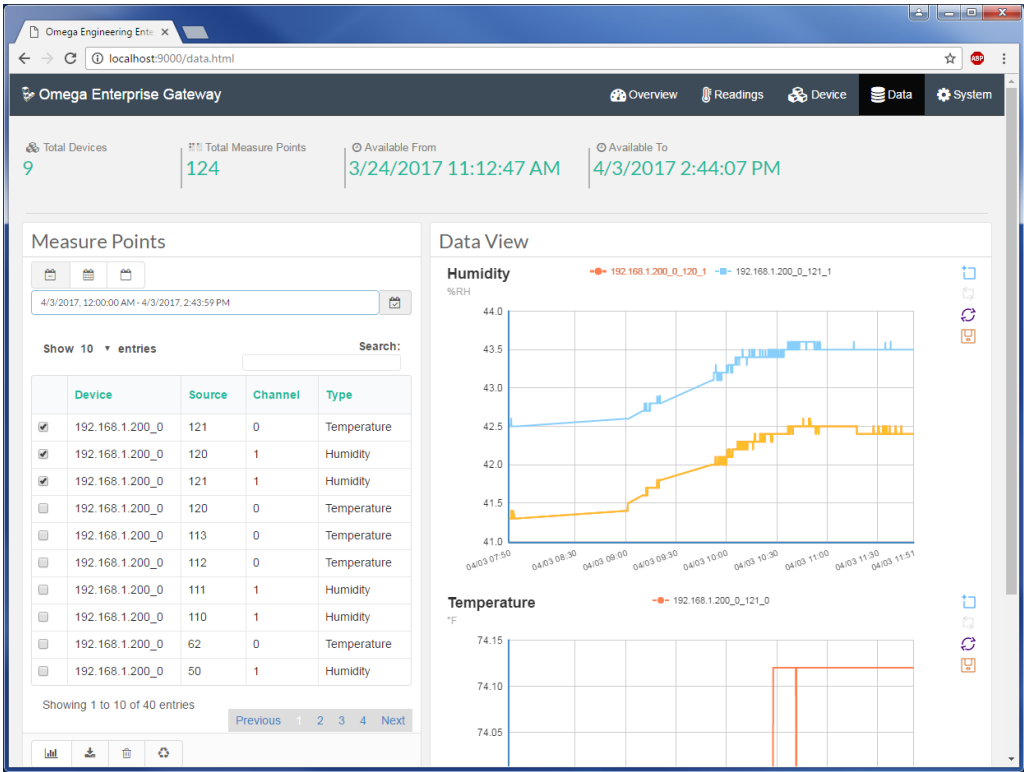 Omega Engineering Ente
localhost:9000/data.html
ABP
Omega Enterprise Gateway
Overview Readings Device Data System
Total Devices Total Measure Points Available From Available To
9 124 3/24/2017 11:12:47 AM 4/3/2017 2:44:07 PM
Measure Points
4/3/2017, 12:00:00 AM - 4/3/2017, 2:43:59 PM
Show 10 entries Search:
Device Source Channel Type
192.168.1.200_0 121 0 Temperature
192.168.1.200_0 120 1 Humidity
192.168.1.200_0 121 1 Humidity
192.168.1.200_0 120 0 Temperature
192.168.1.200_0 113 0 Temperature
192.168.1.200_0 112 0 Temperature
192.168.1.200_0 111 1 Humidity
192.168.1.200_0 110 1 Humidity
192.168.1.200_0 62 0 Temperature
192.168.1.200_0 50 1 Humidity
Showing 1 to 10 of 40 entries
Previous 1 2 3 4 Next
Data View
Humidity 192.168.1.200_0_120_1 192.168.1.200_0_121_1
%RH
44.0
43.5
43.0
42.5
42.0
41.5
41.0
04/03 07:50 04/03 08:30 04/03 09:00 04/03 09:30 04/03 10:00 04/03 10:30 04/03 11:00 04/03 11:30 04/03 11:51
Temperature 192.168.1.200_0_121_0
°F
74.15
74.10
74.05